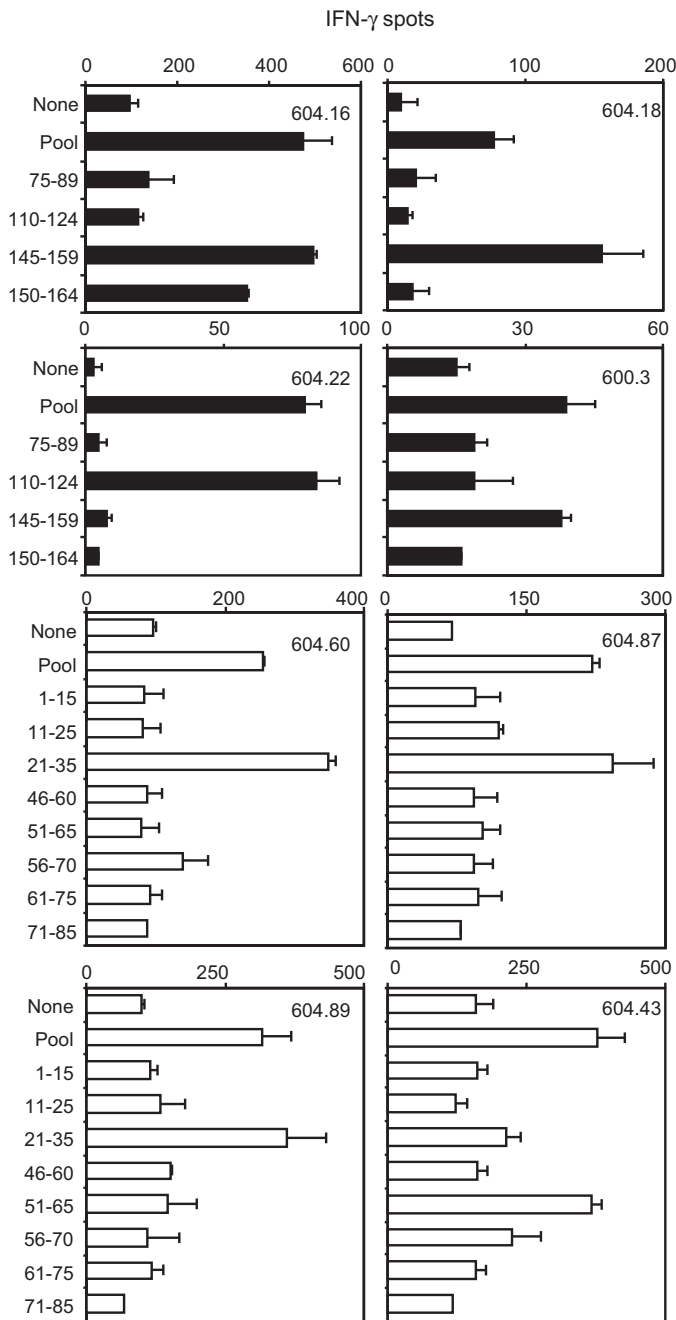 IFN-γ spots
0 200 400 600 0 100 200
None 604.16 604.18
Pool
75-89
110-124
145-159
150-164
0 50 100 0 30 60
None 604.22 600.3
Pool
75-89
110-124
145-159
150-164
0 200 400 0 150 300
None 604.60 604.87
Pool
1-15
11-25
21-35
46-60
51-65
56-70
61-75
71-85
0 250 500 0 250 500
None 604.89 604.43
Pool
1-15
11-25
21-35
46-60
51-65
56-70
61-75
71-85